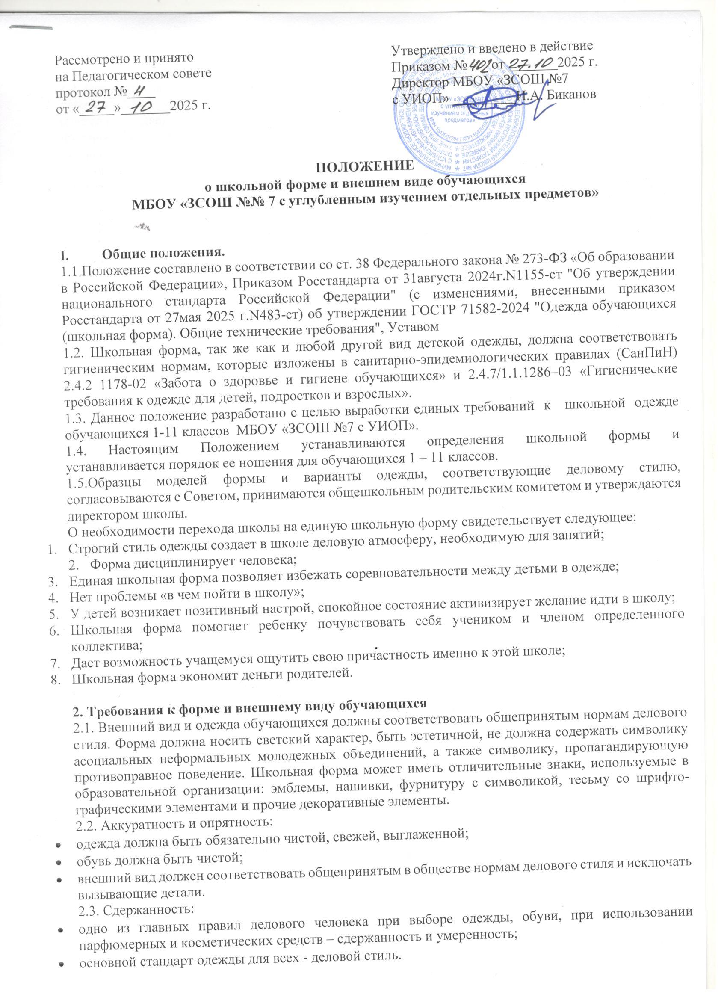 Рассмотрено и принято
на Педагогическом совете
протокол № 4
от « 27 » 10 2025 г.
Утверждено и введено в действие
Приказом № 402 от 27.10 2025 г.
Директор МБОУ «ЗСОШ №7
с УИОП» И.А. Биканов
МБОУ «ЗСОШ №7
с углубленным
изучением отдельных
предметов»
ИНН 1647007284 / КПП
ПОЛОЖЕНИЕ
о школьной форме и внешнем виде обучающихся
МБОУ «ЗСОШ №№ 7 с углубленным изучением отдельных предметов»
I. Общие положения.
1.1.Положение составлено в соответствии со ст. 38 Федерального закона № 273-ФЗ «Об образовании
в Российской Федерации», Приказом Росстандарта от 31августа 2024г.N1155-ст "Об утверждении
национального стандарта Российской Федерации" (с изменениями, внесенными приказом
Росстандарта от 27мая 2025 г.N483-ст) об утверждении ГОСТР 71582-2024 "Одежда обучающихся
(школьная форма). Общие технические требования", Уставом
1.2. Школьная форма, так же как и любой другой вид детской одежды, должна соответствовать
гигиеническим нормам, которые изложены в санитарно-эпидемиологических правилах (СанПиН)
2.4.2 1178-02 «Забота о здоровье и гигиене обучающихся» и 2.4.7/1.1.1286–03 «Гигиенические
требования к одежде для детей, подростков и взрослых».
1.3. Данное положение разработано с целью выработки единых требований к школьной одежде
обучающихся 1-11 классов МБОУ «ЗСОШ №7 с УИОП».
1.4. Настоящим Положением устанавливаются определения школьной формы и
устанавливается порядок ее ношения для обучающихся 1 – 11 классов.
1.5.Образцы моделей формы и варианты одежды, соответствующие деловому стилю,
согласовываются с Советом, принимаются общешкольным родительским комитетом и утверждаются
директором школы.
О необходимости перехода школы на единую школьную форму свидетельствует следующее:
1. Строгий стиль одежды создает в школе деловую атмосферу, необходимую для занятий;
2. Форма дисциплинирует человека;
3. Единая школьная форма позволяет избежать соревновательности между детьми в одежде;
4. Нет проблемы «в чем пойти в школу»;
5. У детей возникает позитивный настрой, спокойное состояние активизирует желание идти в школу;
6. Школьная форма помогает ребенку почувствовать себя учеником и членом определенного
коллектива;
7. Дает возможность учащемуся ощутить свою причастность именно к этой школе;
8. Школьная форма экономит деньги родителей.
2. Требования к форме и внешнему виду обучающихся
2.1. Внешний вид и одежда обучающихся должны соответствовать общепринятым нормам делового
стиля. Форма должна носить светский характер, быть эстетичной, не должна содержать символику
асоциальных неформальных молодежных объединений, а также символику, пропагандирующую
противоправное поведение. Школьная форма может иметь отличительные знаки, используемые в
образовательной организации: эмблемы, нашивки, фурнитуру с символикой, тесьму со шрифто-
графическими элементами и прочие декоративные элементы.
2.2. Аккуратность и опрятность:
• одежда должна быть обязательно чистой, свежей, выглаженной;
• обувь должна быть чистой;
• внешний вид должен соответствовать общепринятым в обществе нормам делового стиля и исключать
вызывающие детали.
2.3. Сдержанность:
• одно из главных правил делового человека при выборе одежды, обуви, при использовании
парфюмерных и косметических средств – сдержанность и умеренность;
• основной стандарт одежды для всех - деловой стиль.